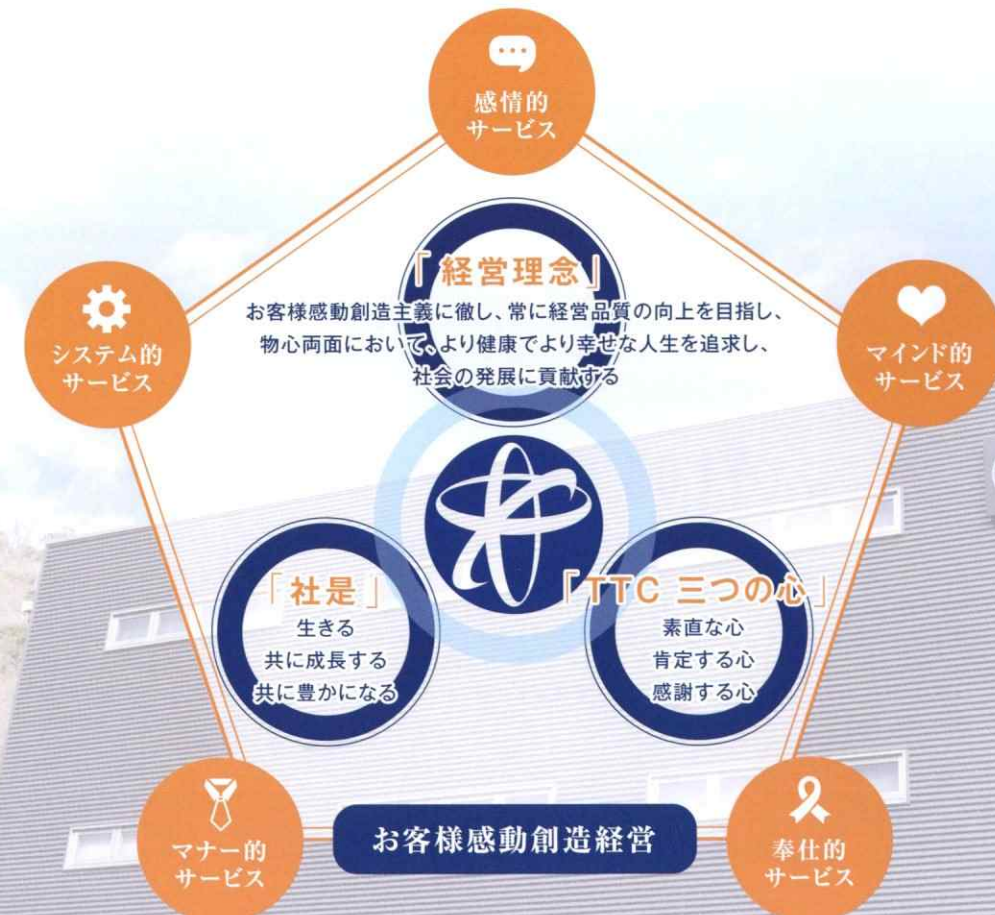 感情的
サービス
「経営理念」
お客様感動創造主義に徹し、常に経営品質の向上を目指し、
物心両面において、より健康でより幸せな人生を追求し、
社会の発展に貢献する
システム的
サービス
マインド的
サービス
「社是」
生きる
共に成長する
共に豊かになる
「TTC 三つの心」
素直な心
肯定する心
感謝する心
マナー的
サービス
お客様感動創造経営
奉仕的
サービス